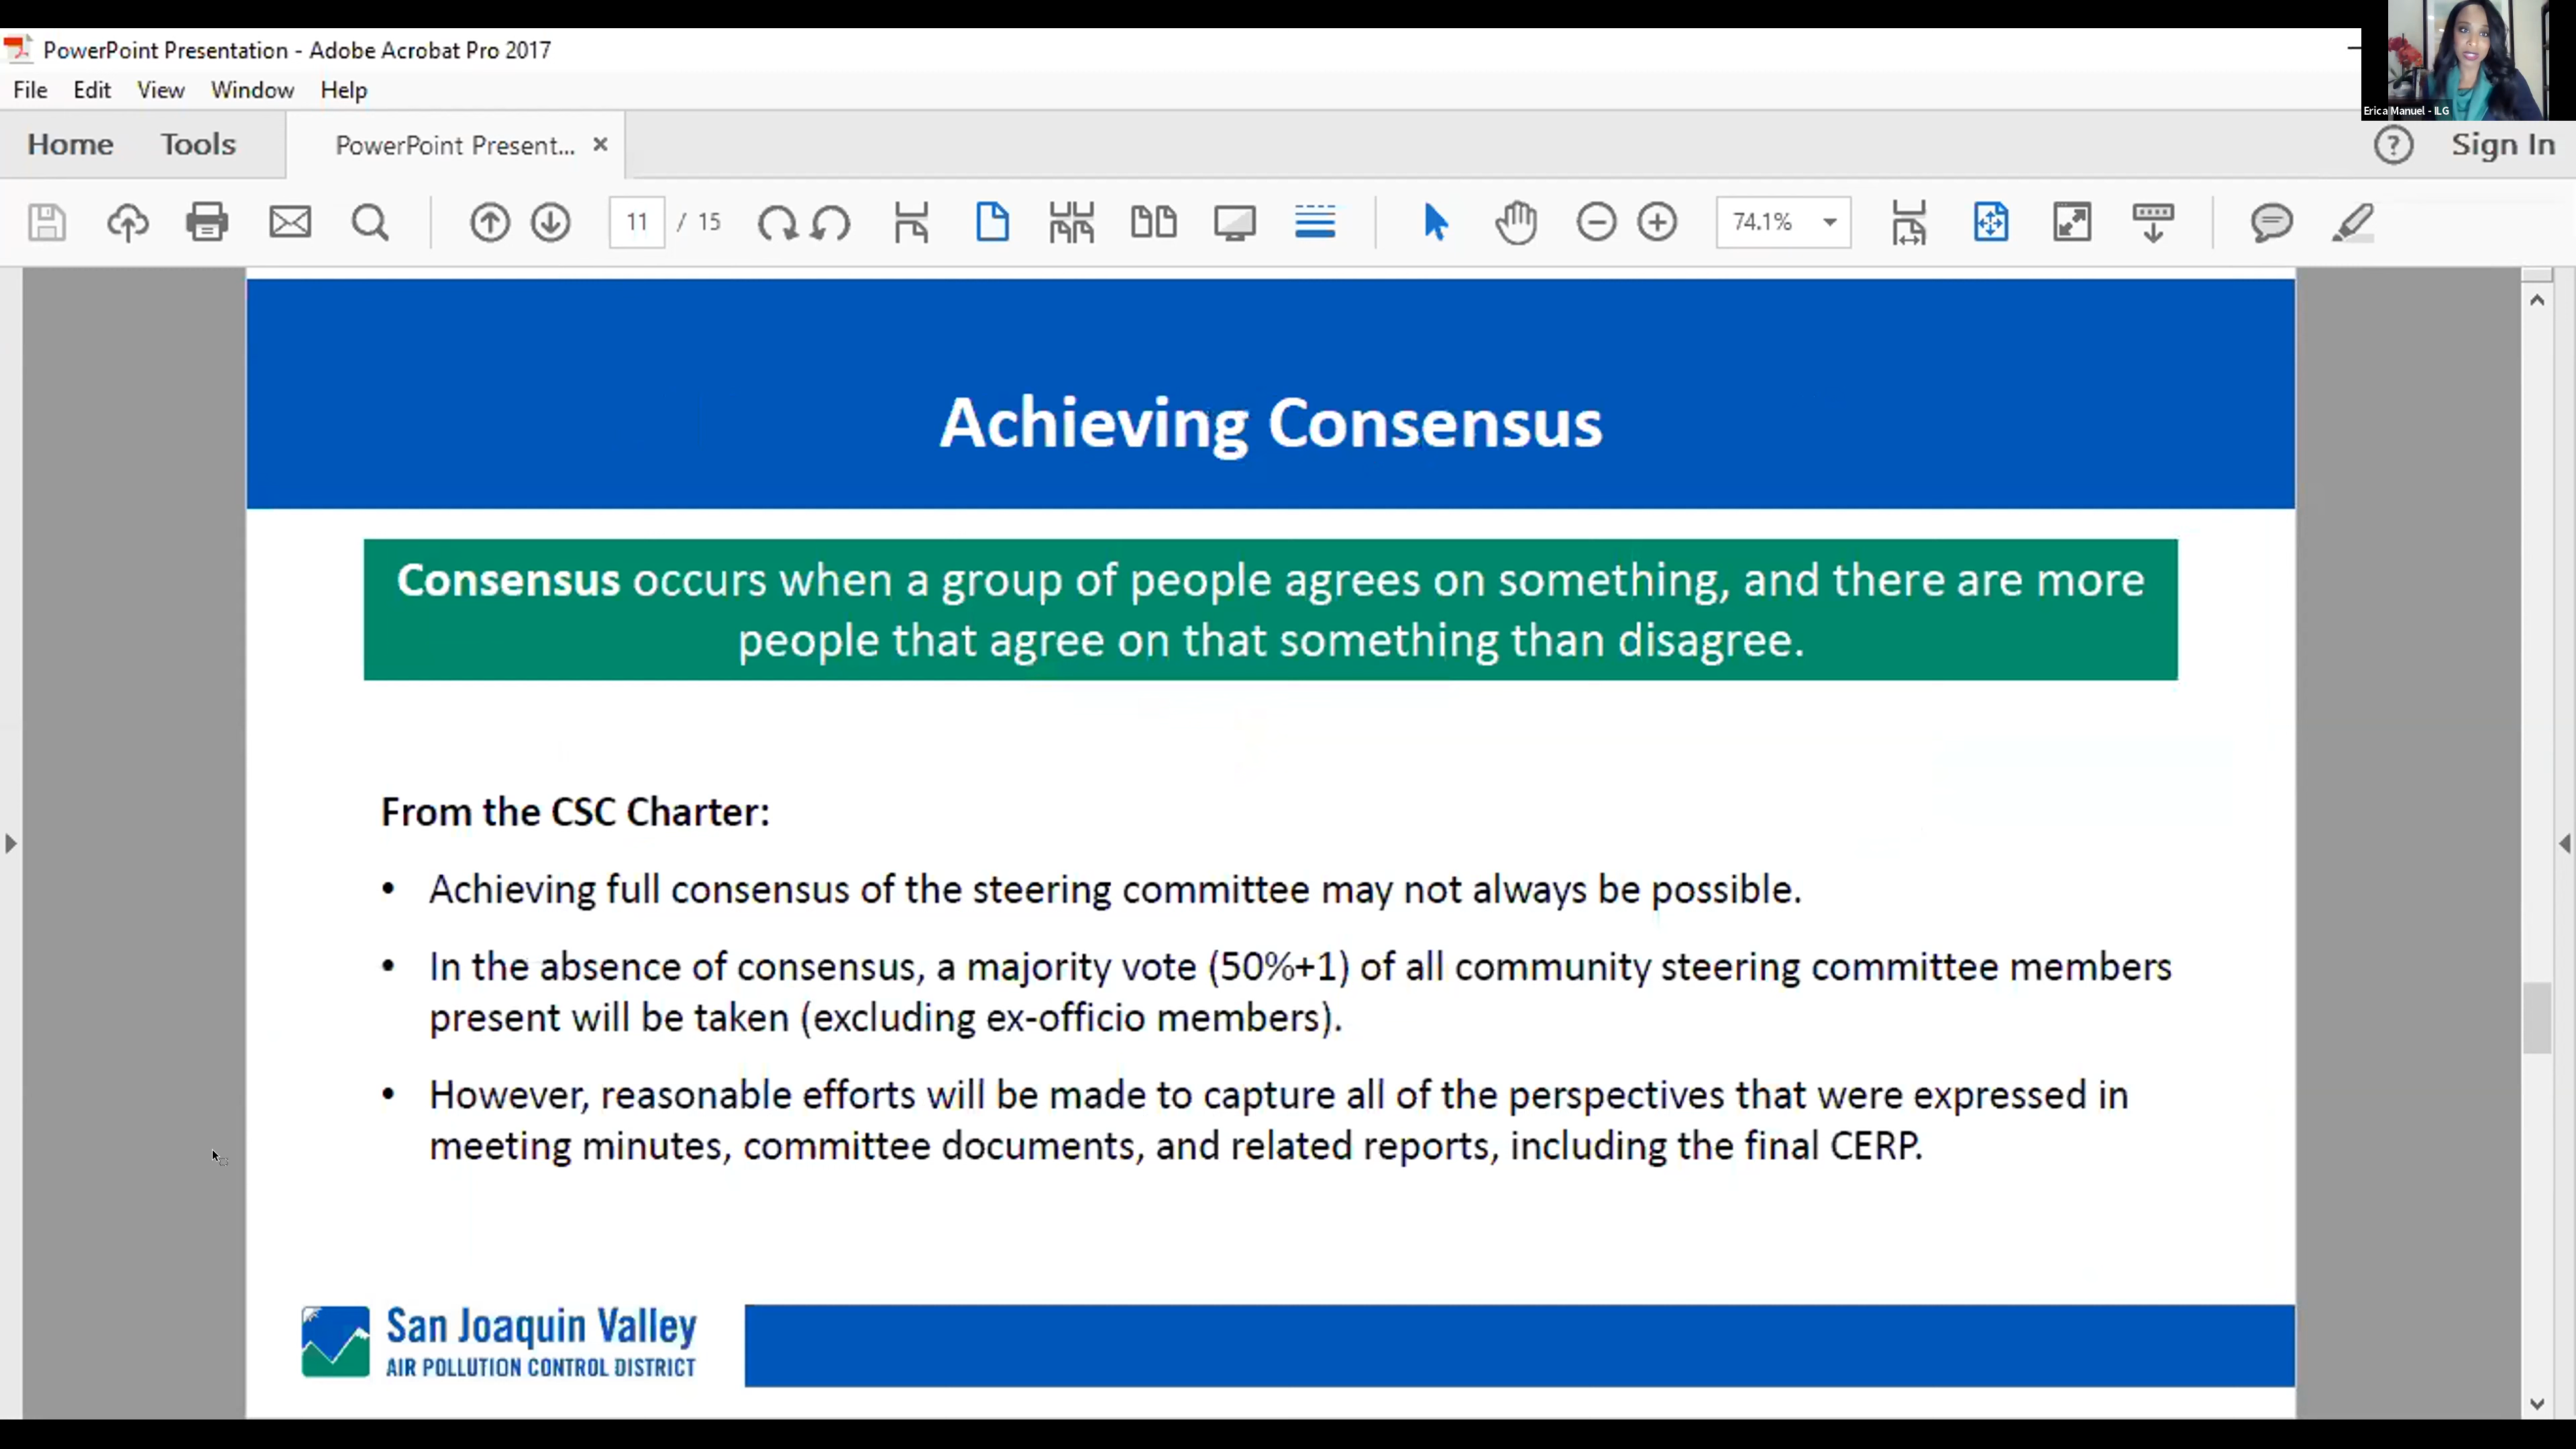 PowerPoint Presentation - Adobe Acrobat Pro 2017
File Edit View Window Help
Erica Manuel - ILG
Home Tools PowerPoint Present... Sign In
11 / 15 74.1%
Achieving Consensus
Consensus occurs when a group of people agrees on something, and there are more
people that agree on that something than disagree.
From the CSC Charter:
• Achieving full consensus of the steering committee may not always be possible.
• In the absence of consensus, a majority vote (50%+1) of all community steering committee members
present will be taken (excluding ex-officio members).
• However, reasonable efforts will be made to capture all of the perspectives that were expressed in
meeting minutes, committee documents, and related reports, including the final CERP.
San Joaquin Valley
AIR POLLUTION CONTROL DISTRICT